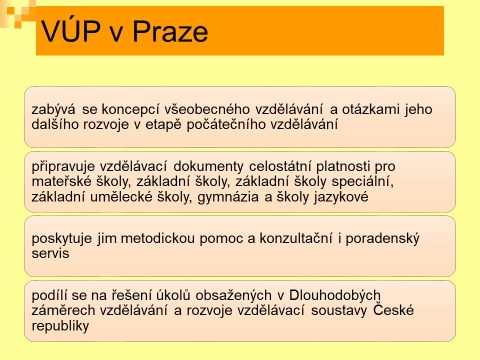 VÚP v Praze
zabývá se koncepcí všeobecného vzdělávání a otázkami jeho
dalšího rozvoje v etapě počátečního vzdělávání
připravuje vzdělávací dokumenty celostátní platnosti pro
mateřské školy, základní školy, základní školy speciální,
základní umělecké školy, gymnázia a školy jazykové
poskytuje jim metodickou pomoc a konzultační i poradenský
servis
podílí se na řešení úkolů obsažených v Dlouhodobých
záměrech vzdělávání a rozvoje vzdělávací soustavy České
republiky